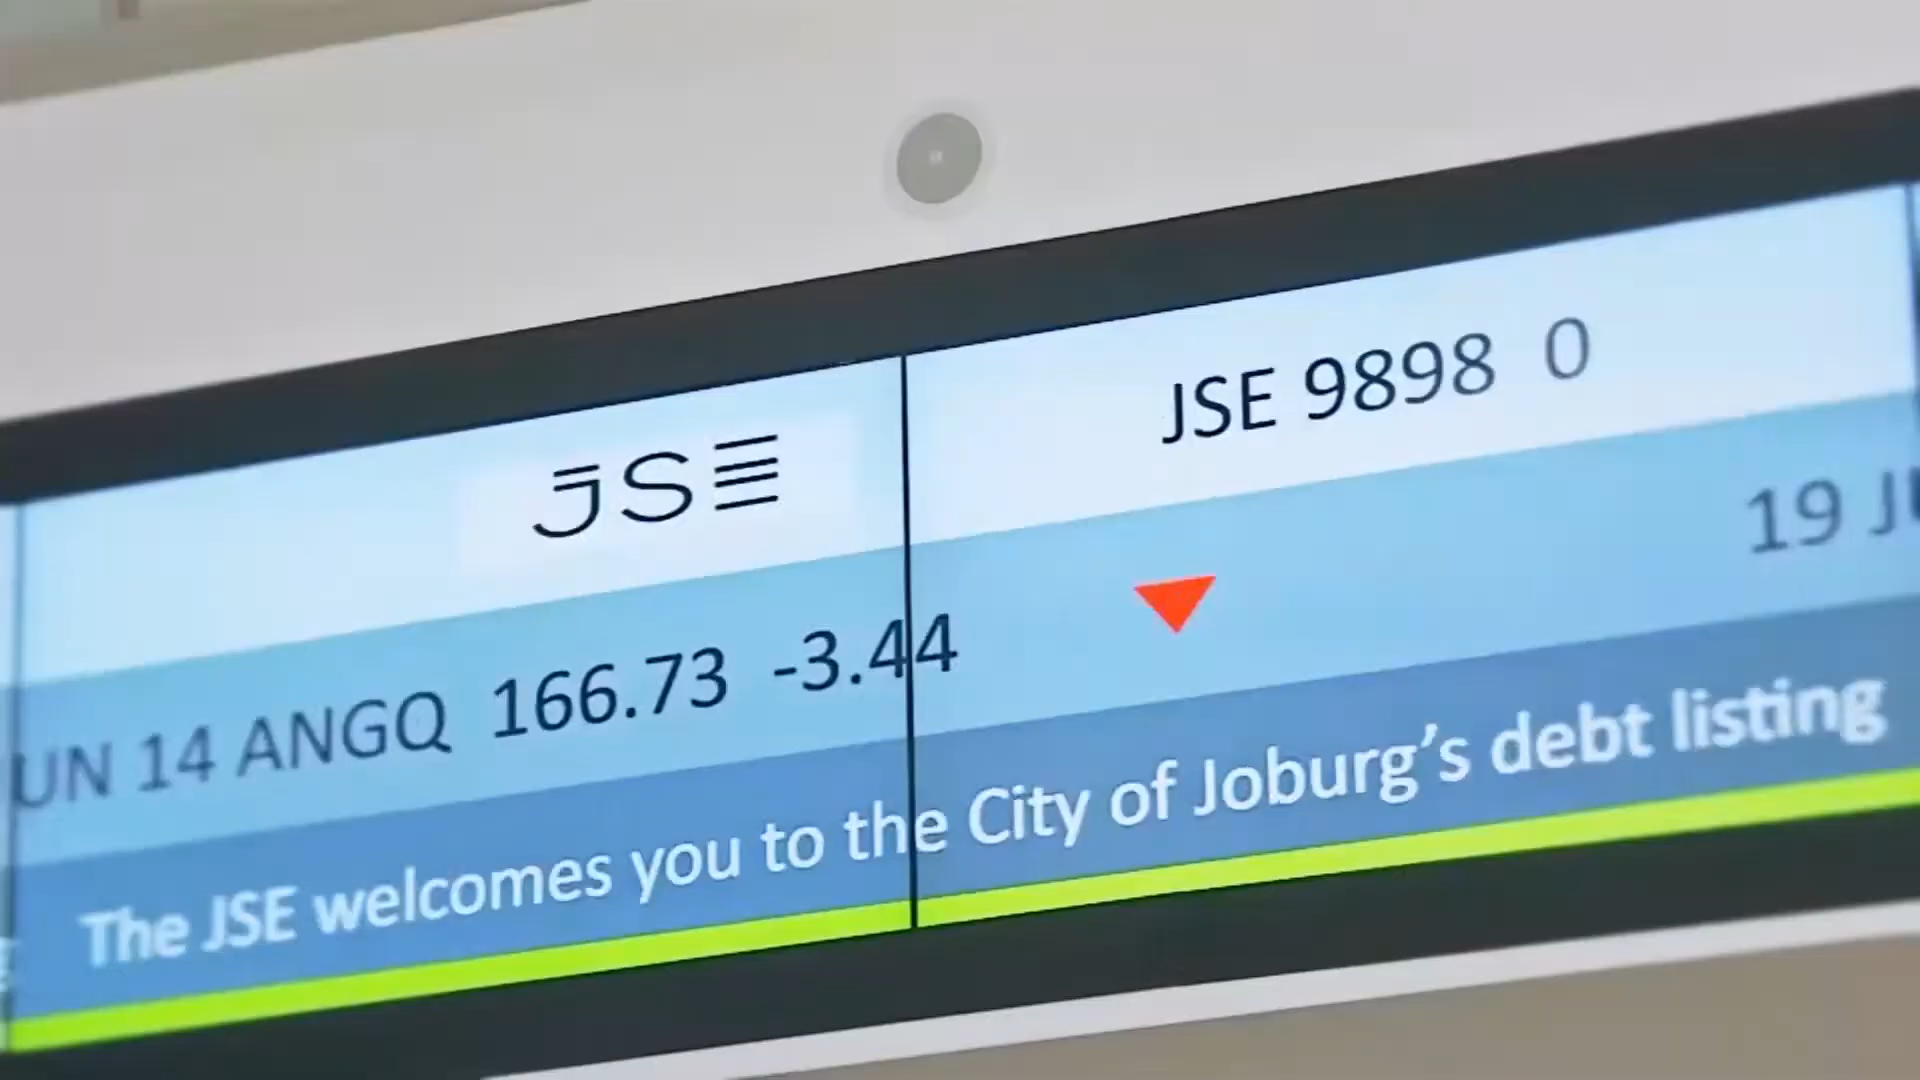 JSE
JSE 9898 0
UN 14 ANGQ 166.73 -3.44
19 JU
The JSE welcomes you to the City of Joburg's debt listing